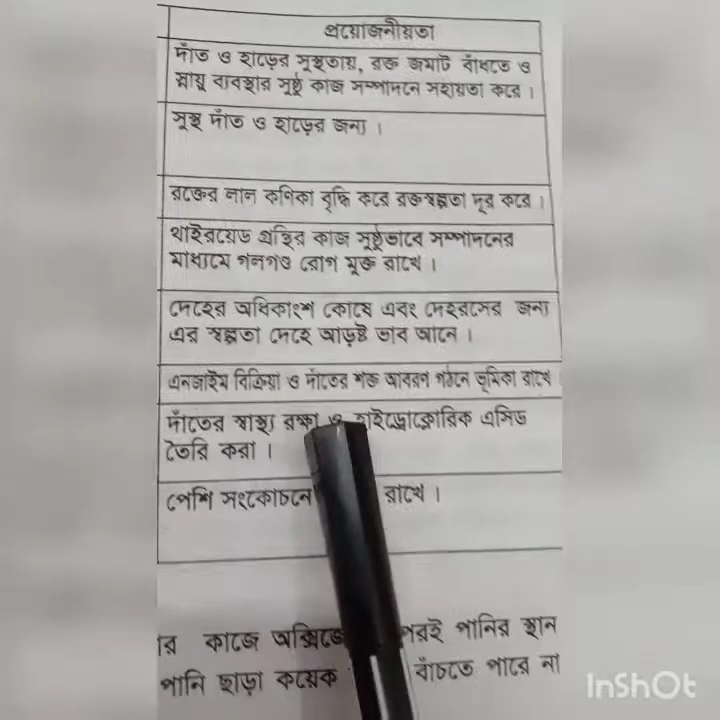 প্রয়োজনীয়তা
দাঁত ও হাড়ের সুস্থতায়, রক্ত জমাট বাঁধতে ও
স্নায়ু ব্যবস্থার সুষ্ঠু কাজ সম্পাদনে সহায়তা করে।
সুস্থ দাঁত ও হাড়ের জন্য।
রক্তের লাল কণিকা বৃদ্ধি করে রক্তস্বল্পতা দূর করে।
থাইরয়েড গ্রন্থির কাজ সুষ্ঠুভাবে সম্পাদনের
মাধ্যমে গলগণ্ড রোগ মুক্ত রাখে।
দেহের অধিকাংশ কোষে এবং দেহরসের জন্য
এর স্বল্পতা দেহে আড়ষ্ট ভাব আনে।
এনজাইম বিক্রিয়া ও দাঁতের শক্ত আবরণ গঠনে ভূমিকা রাখে
দাঁতের স্বাস্থ্য রক্ষা ও হাইড্রোক্লোরিক এসিড
তৈরি করা।
পেশি সংকোচনে রাখে।
র কাজে পরই পানির স্থান
পানি ছাড়া কয়েক বাঁচতে পারে না
InShOt